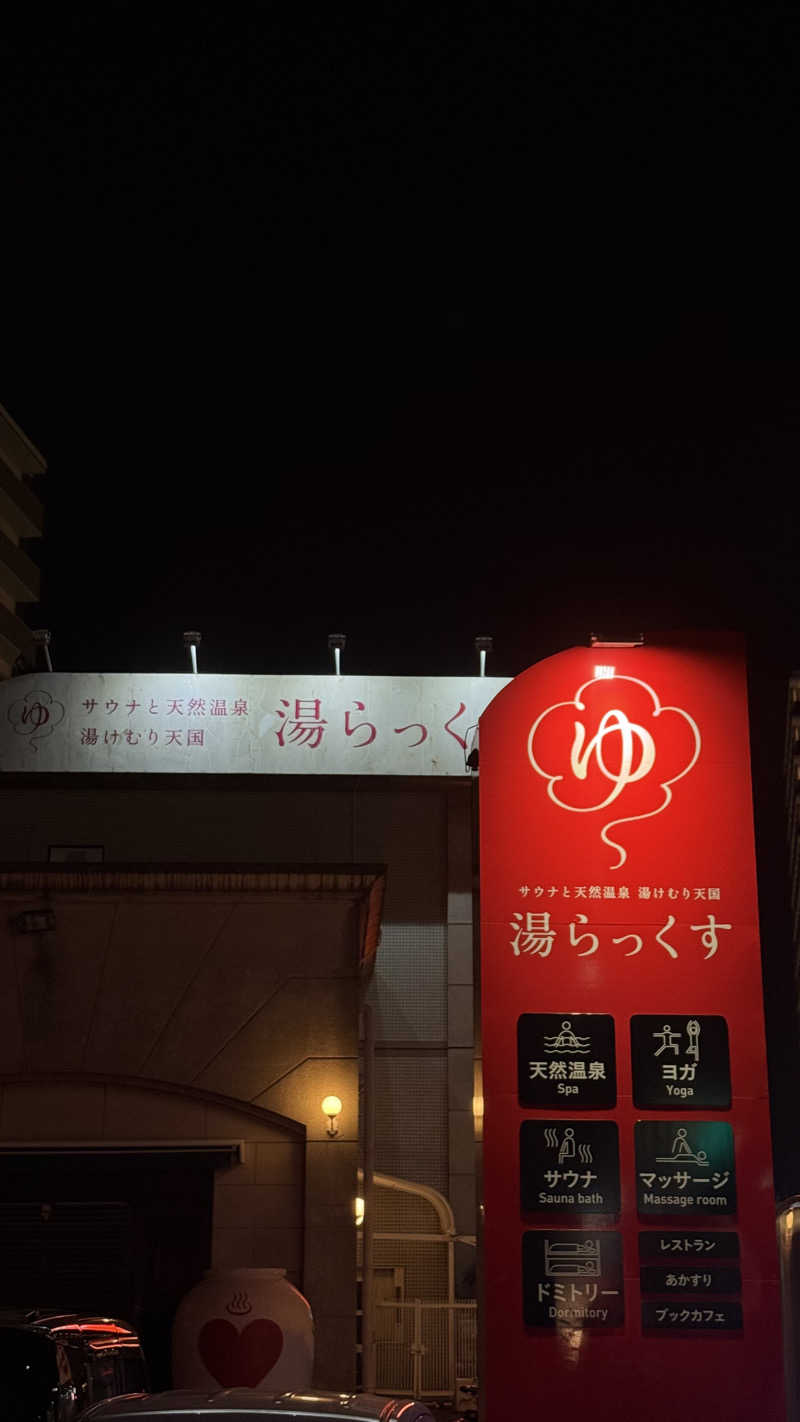 ゆ
サウナと天然温泉
湯けむり天国
湯らっく
ゆ
サウナと天然温泉 湯けむり天国
湯らっくす
天然温泉
Spa
ヨガ
Yoga
サウナ
Sauna bath
マッサージ
Massage room
ドミトリー
Dormitory
レストラン
あかすり
ブックカフェ